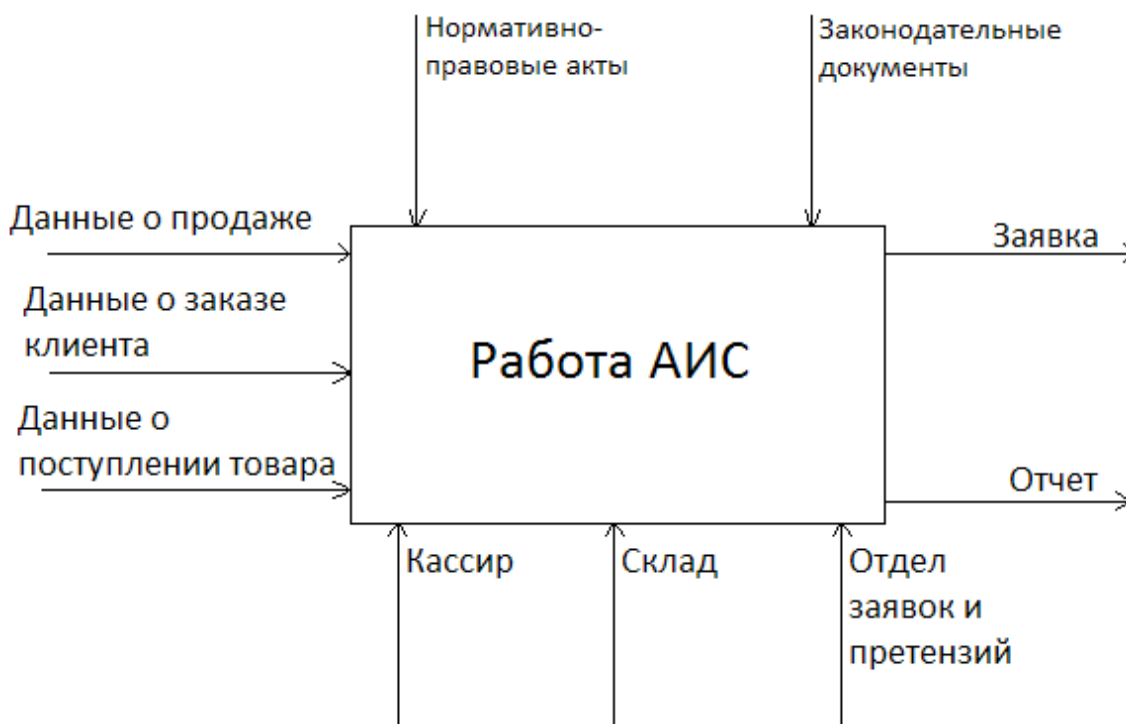 Нормативно-
правовые акты
Законодательные
документы
Данные о продаже
Заявка
Данные о заказе
клиента
Работа АИС
Данные о
поступлении товара
Отчет
Кассир
Склад
Отдел
заявок и
претензий